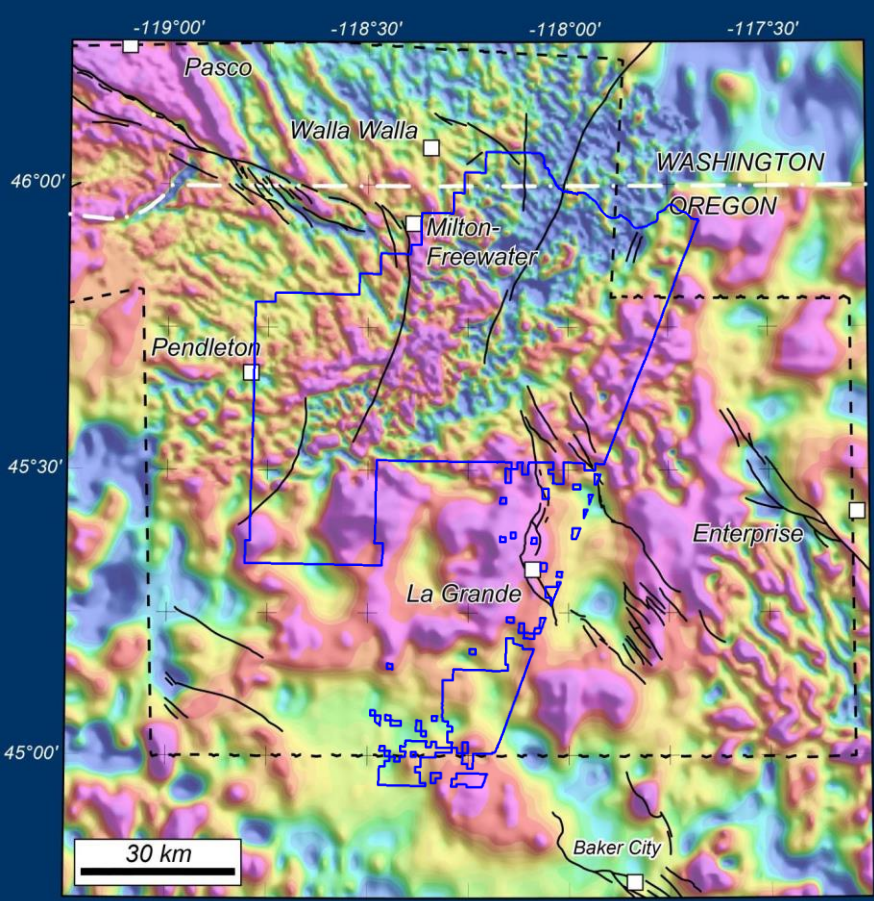 -119°00'
-118°30'
-118°00'
-117°30'
Pasco
Walla Walla
WASHINGTON
46°00'
OREGON
Milton-
Freewater
Pendleton
45°30'
Enterprise
La Grande
45°00'
30 km
Baker City